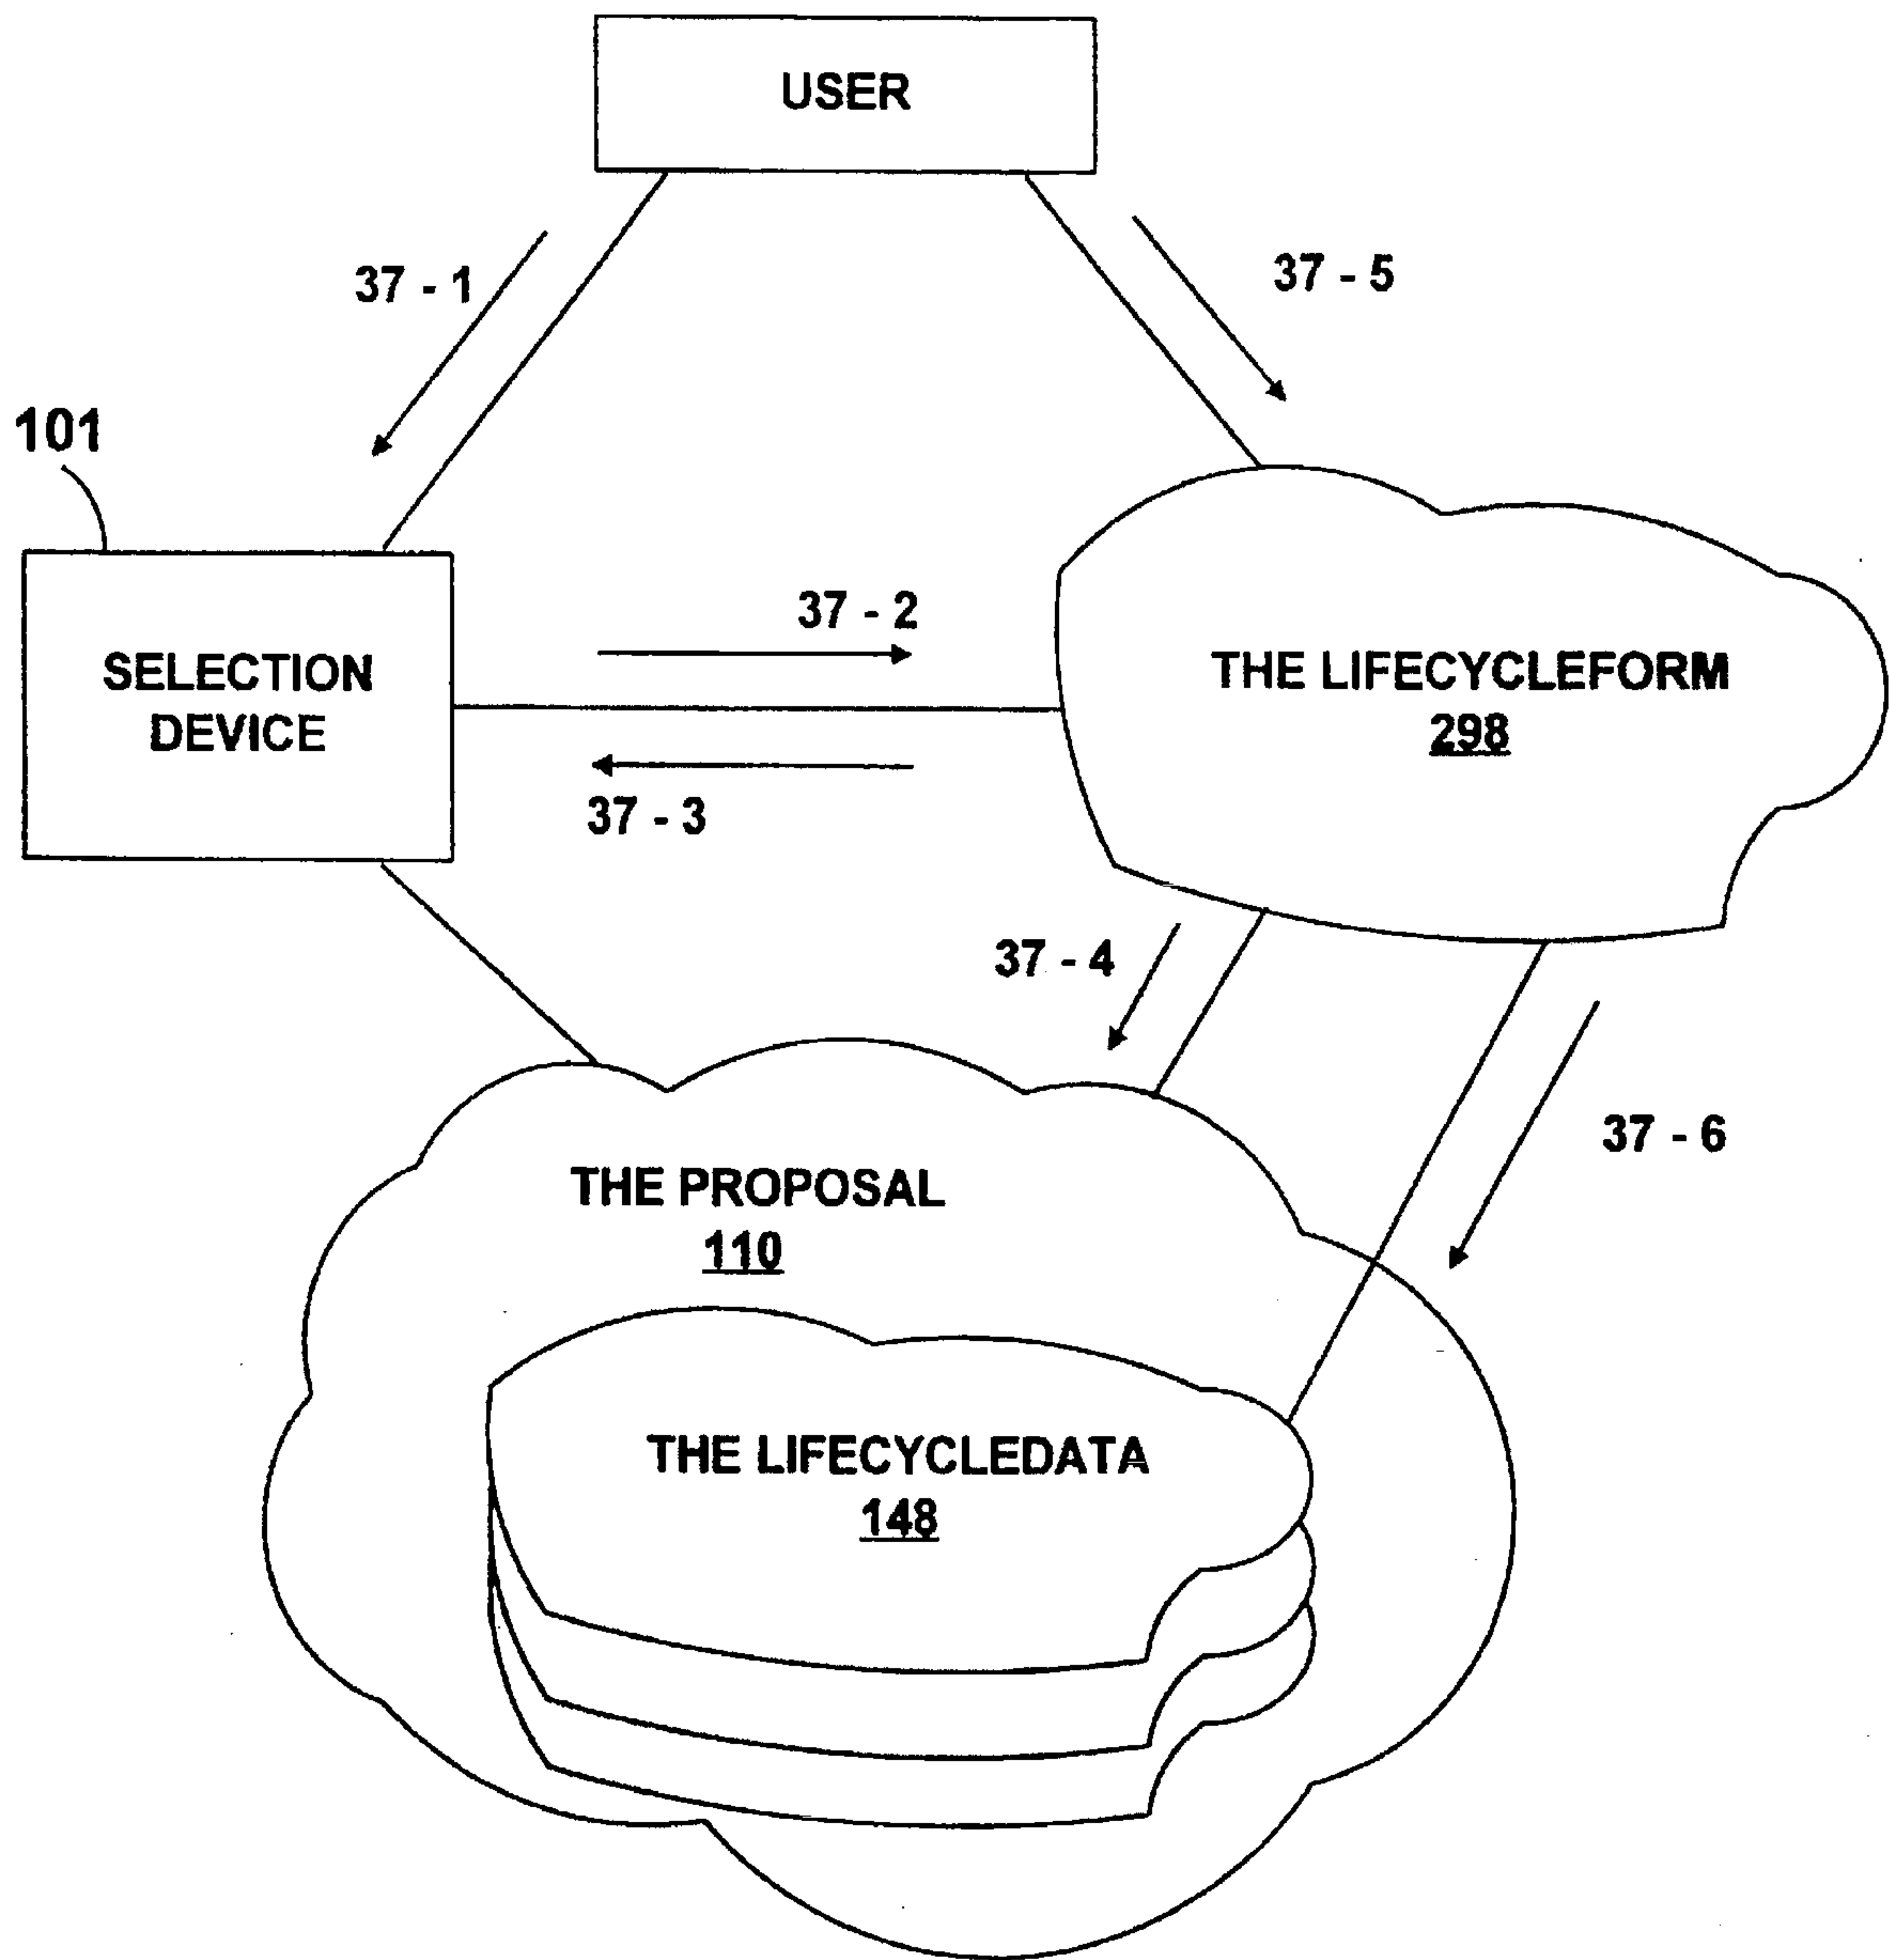 USER
37 - 1
37 - 5
101
37 - 2
SELECTION
DEVICE
THE LIFECYCLEFORM
298
37 - 3
37 - 4
37 - 6
THE PROPOSAL
110
THE LIFECYCLEDATA
148